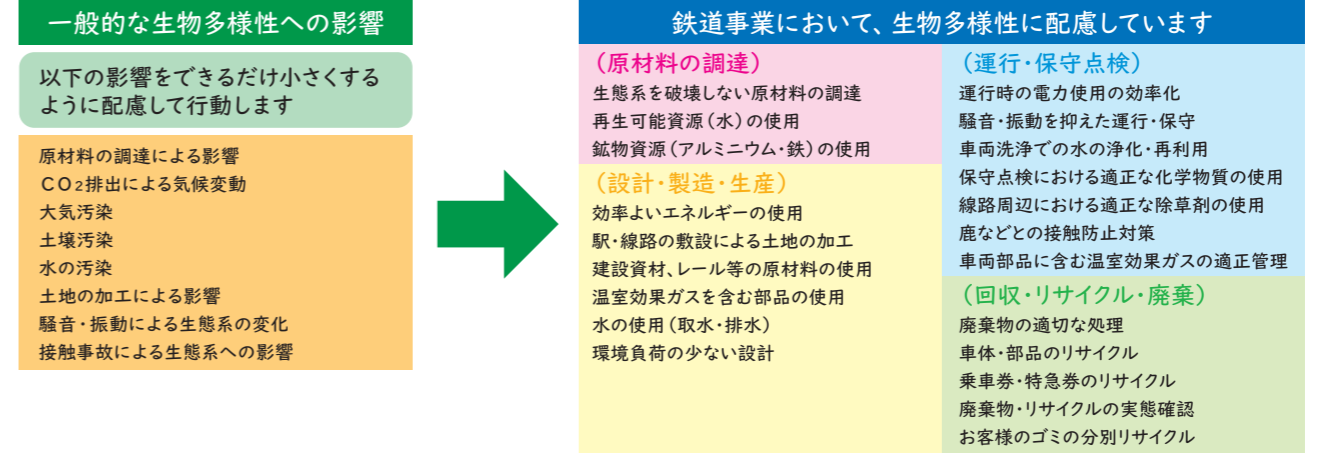 一般的な生物多様性への影響
以下の影響をできるだけ小さくする
ように配慮して行動します
原材料の調達による影響
CO₂排出による気候変動
大気汚染
土壌汚染
水の汚染
土地の加工による影響
騒音・振動による生態系の変化
接触事故による生態系への影響
鉄道事業において、生物多様性に配慮しています
（原材料の調達）
生態系を破壊しない原材料の調達
再生可能資源（水）の使用
鉱物資源（アルミニウム・鉄）の使用
（設計・製造・生産）
効率よいエネルギーの使用
駅・線路の敷設による土地の加工
建設資材、レール等の原材料の使用
温室効果ガスを含む部品の使用
水の使用（取水・排水）
環境負荷の少ない設計
（運行・保守点検）
運行時の電力使用の効率化
騒音・振動を抑えた運行・保守
車両洗浄での水の浄化・再利用
保守点検における適正な化学物質の使用
線路周辺における適正な除草剤の使用
鹿などとの接触防止対策
車両部品に含む温室効果ガスの適正管理
（回収・リサイクル・廃棄）
廃棄物の適切な処理
車体・部品のリサイクル
乗車券・特急券のリサイクル
廃棄物・リサイクルの実態確認
お客様のゴミの分別リサイクル